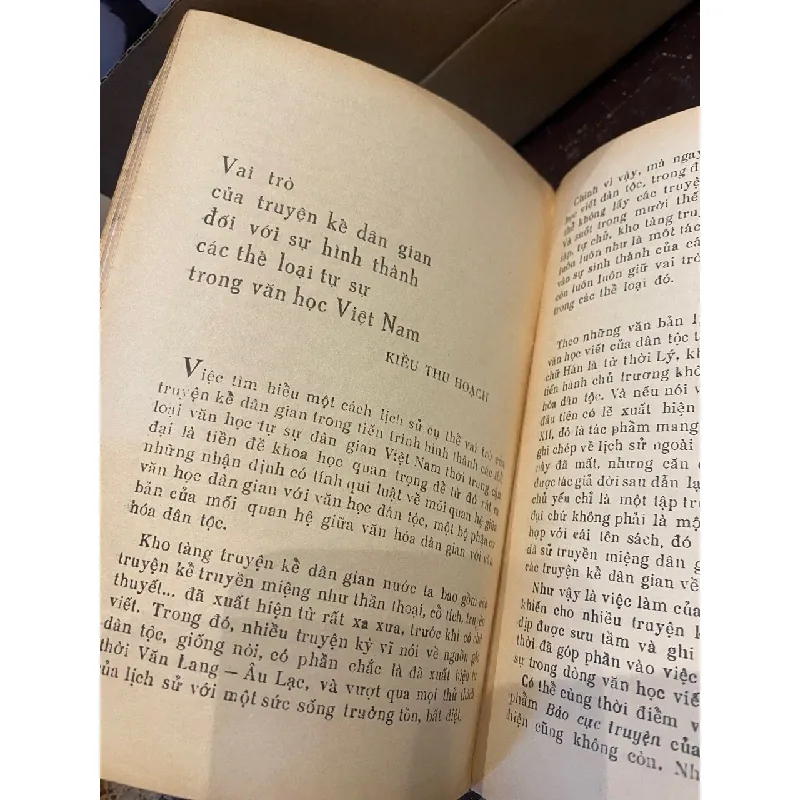 Vai trò
của truyện kể dân gian
đối với sự hình thành
các thể loại tự sự
trong văn học Việt Nam
KIỀU THU HOẠCH
Việc tìm hiểu một cách lịch sử cụ thể vai trò của
truyện kể dân gian trong tiến trình hình thành các thể
loại văn học tự sự dân gian Việt Nam thời trung cận
đại là tiền đề khoa học quan trọng để từ đó rút ra
những nhận định có tính qui luật về mối quan hệ giữa
văn học dân gian với văn học dân tộc, một bộ phận cơ
bản của mối quan hệ giữa văn hóa dân gian với văn
hóa dân tộc.
Kho tàng truyện kể dân gian nước ta bao gồm các
truyện kể truyền miệng như thần thoại, cổ tích, truyền
thuyết... đã xuất hiện từ rất xa xưa, trước khi có chữ
viết. Trong đó, nhiều truyện kỳ vĩ nói về nguồn gốc
dân tộc, giống nòi, có phần chắc là đã xuất hiện từ
thời Văn Lang – Âu Lạc, và vượt qua mọi thử thách
của lịch sử với một sức sống trường tồn, bất diệt.
Chính vì vậy, mà ngay
học viết dân tộc, trong đ
thể không lấy các truyện
và suốt trong mười thế
lập, tự chủ, kho tàng tru
luôn luôn như là một tác
vào sự sinh thành của cá
còn luôn luôn giữ vai trò
trong các thể loại đó.
Theo những văn bản
văn học viết của dân tộc t
chữ Hán là từ thời Lý, kh
tiến hành chủ trương khô
hóa dân tộc. Và nếu nói v
đầu tiên có lẽ xuất hiện
XII, đó là tác phẩm mang
ghi chép về lịch sử ngoài
này đã mất, nhưng căn c
được tác giả đời sau dẫn lạ
chủ yếu chỉ là một tập tr
đại chứ không phải là mộ
hợp với cái tên sách, đó
dã sử truyền miệng dân g
các truyện kể dân gian về
Như vậy là việc làm của
khiến cho nhiều truyện k
dịp được sưu tầm và ghi
thời đã góp phần vào việc
sự trong dòng văn học viết
Có thể cùng thời điểm v
phẩm Báo cực truyện của
hiện cũng không còn. Nh